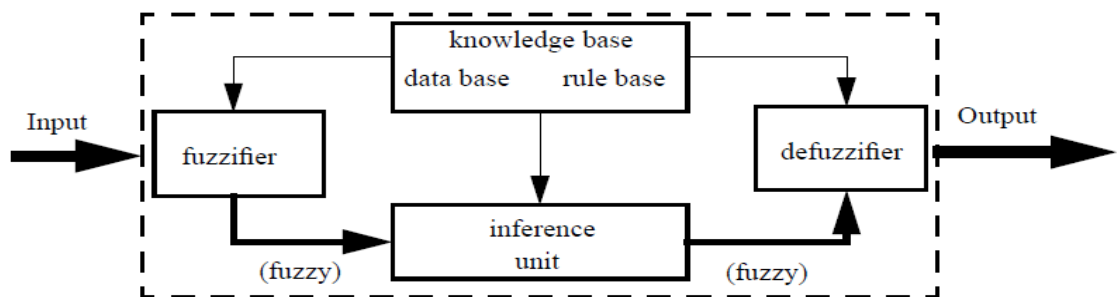 knowledge base
data base rule base
Input
fuzzifier
defuzzifier
Output
inference
unit
(fuzzy)
(fuzzy)